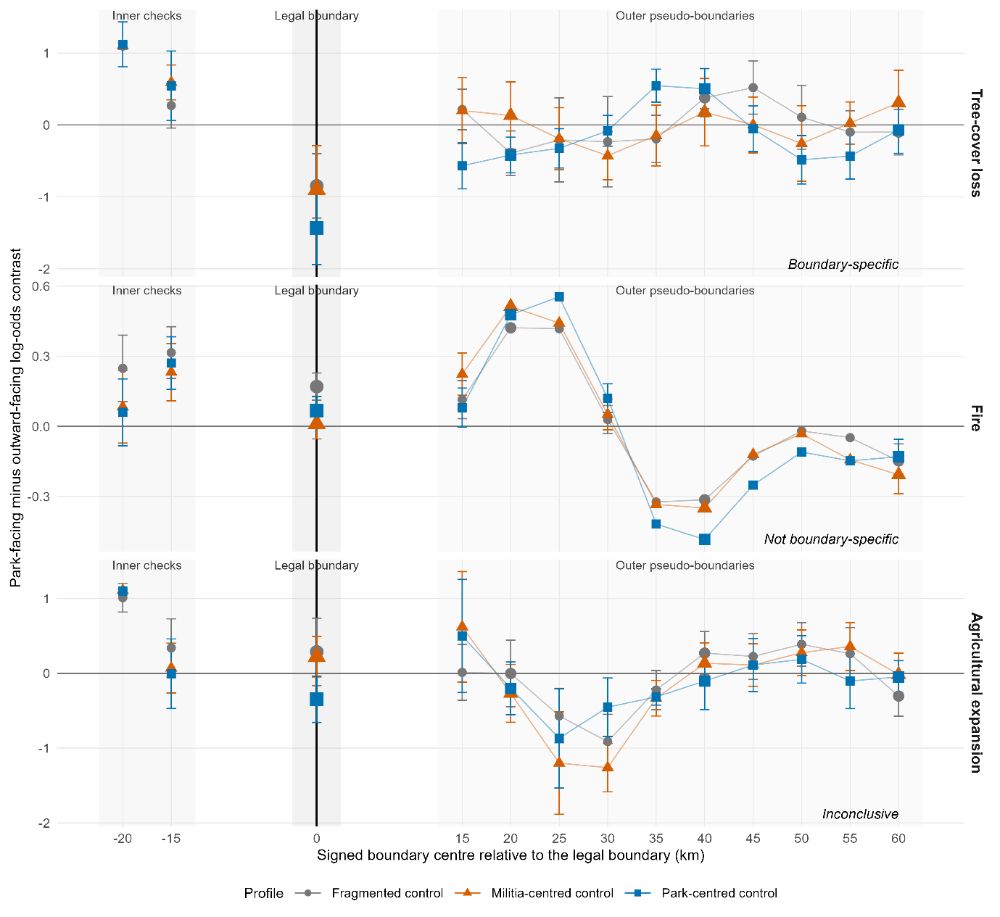 Inner checks Legal boundary Outer pseudo-boundaries
1
0
-1
-2
Tree-cover loss
Boundary-specific
Inner checks Legal boundary Outer pseudo-boundaries
0.6
0.3
0.0
-0.3
Fire
Not boundary-specific
Inner checks Legal boundary Outer pseudo-boundaries
1
0
-1
-2
Agricultural expansion
Inconclusive
Park-facing minus outward-facing log-odds contrast
-20 -15 0 15 20 25 30 35 40 45 50 55 60
Signed boundary centre relative to the legal boundary (km)
Profile Fragmented control Militia-centred control Park-centred control